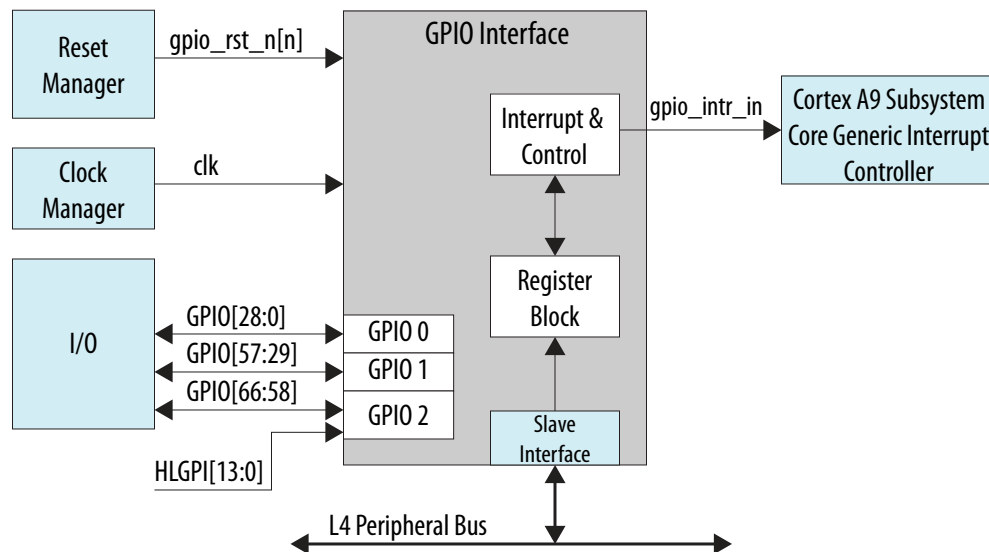 Reset
Manager
gpio_rst_n[n]
GPIO Interface
Clock
Manager
clk
Interrupt &
Control
gpio_intr_in
Cortex A9 Subsystem
Core Generic Interrupt
Controller
Register
Block
I/O
GPIO[28:0]
GPIO[57:29]
GPIO[66:58]
GPIO 0
GPIO 1
GPIO 2
HLGPI[13:0]
Slave
Interface
L4 Peripheral Bus